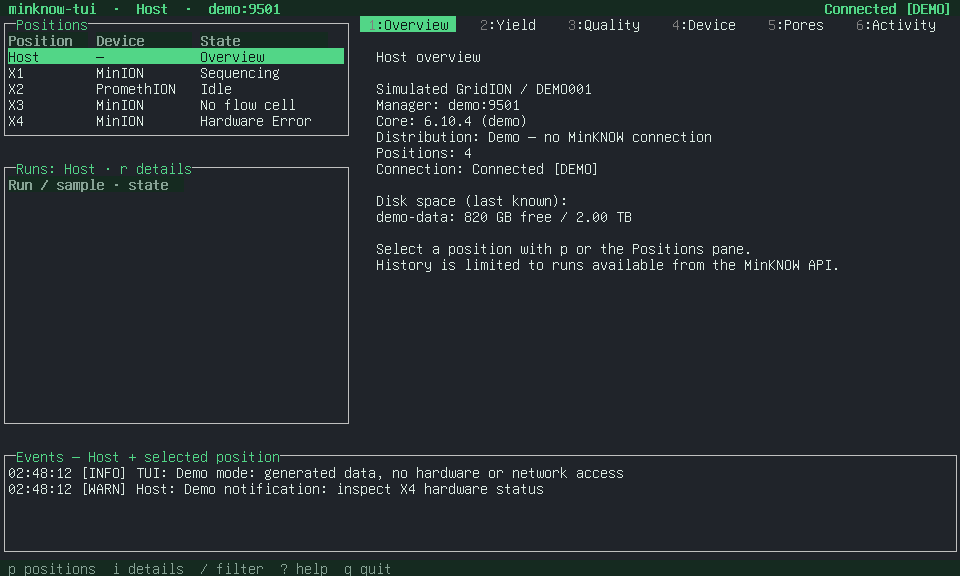 minknow-tui · Host · demo:9501 Connected [DEMO]
Positions
Position Device State
Host — Overview
X1 MinION Sequencing
X2 PromethION Idle
X3 MinION No flow cell
X4 MinION Hardware Error
Runs: Host · r details
Run / sample · state
1:Overview 2:Yield 3:Quality 4:Device 5:Pores 6:Activity
Host overview
Simulated GridION / DEMO001
Manager: demo:9501
Core: 6.10.4 (demo)
Distribution: Demo — no MinKNOW connection
Positions: 4
Connection: Connected [DEMO]
Disk space (last known):
demo-data: 820 GB free / 2.00 TB
Select a position with p or the Positions pane.
History is limited to runs available from the MinKNOW API.
Events — Host + selected position
02:48:12 [INFO] TUI: Demo mode: generated data, no hardware or network access
02:48:12 [WARN] Host: Demo notification: inspect X4 hardware status
p positions i details / filter ? help q quit